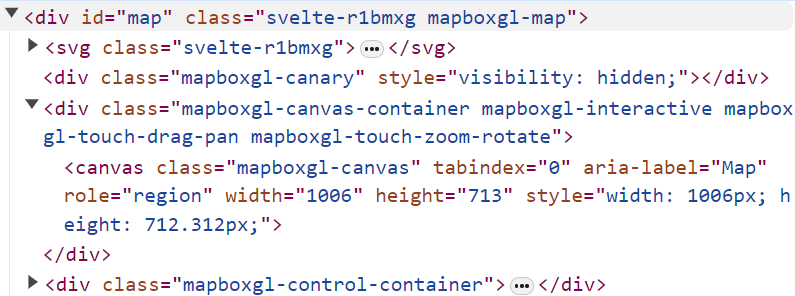 <div id="map" class="svelte-r1bmxg mapboxgl-map">
<svg class="svelte-r1bmxg">…</svg>
<div class="mapboxgl-canary" style="visibility: hidden;"></div>
<div class="mapboxgl-canvas-container mapboxgl-interactive mapbox
gl-touch-drag-pan mapboxgl-touch-zoom-rotate">
<canvas class="mapboxgl-canvas" tabindex="0" aria-label="Map"
role="region" width="1006" height="713" style="width: 1006px; h
eight: 712.312px;">
</div>
<div class="mapboxgl-control-container">…</div>